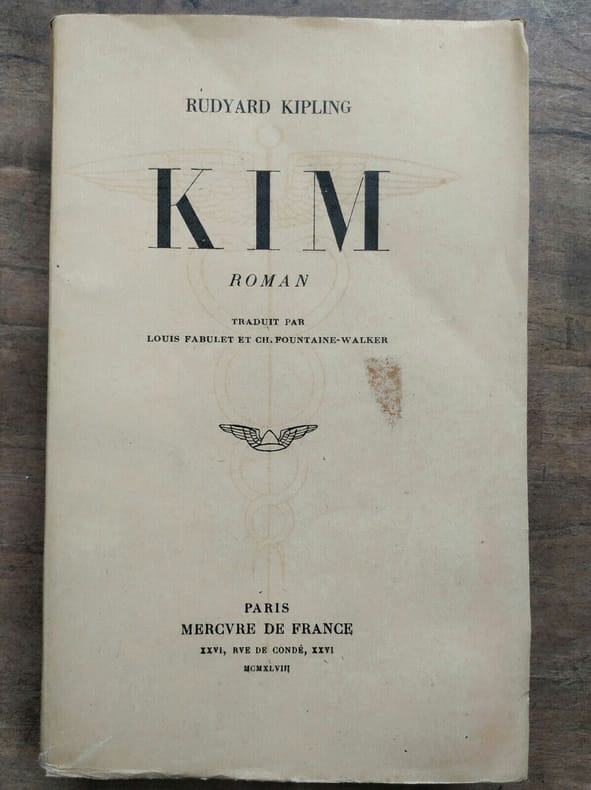 RUDYARD KIPLING
KIM
ROMAN
TRADUIT PAR
LOUIS FABULET ET CH. FOUNTAINE-WALKER
PARIS
MERCVRE DE FRANCE
XXVI, RVE DE CONDÉ, XXVI
MCMXLVIII